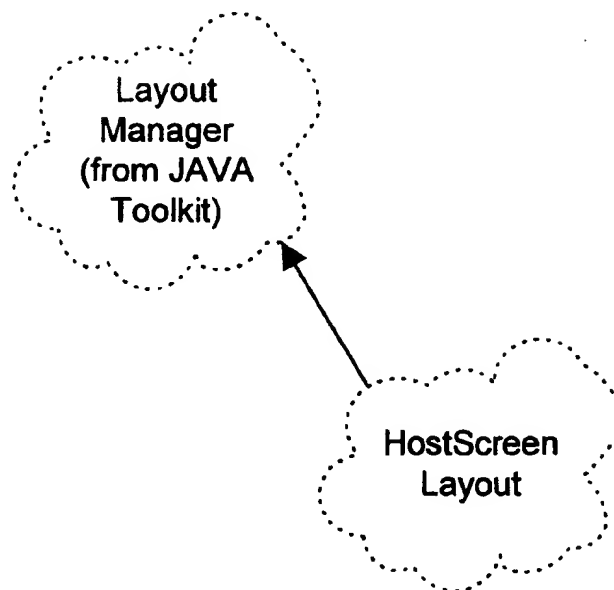 Layout
Manager
(from JAVA
Toolkit)
HostScreen
Layout